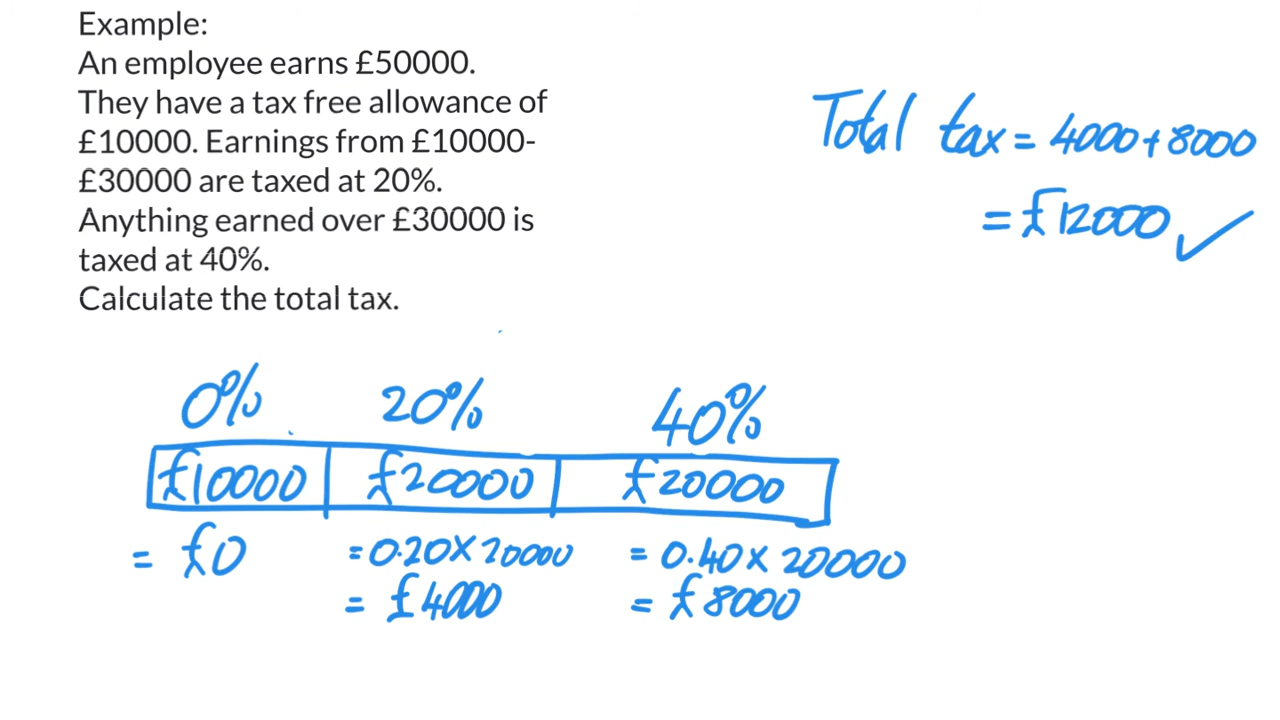 Example:
An employee earns £50000.
They have a tax free allowance of
£10000. Earnings from £10000-
£30000 are taxed at 20%.
Anything earned over £30000 is
taxed at 40%.
Calculate the total tax.
Total tax = 4000+8000
= £12000 ✓
0% 20% 40%
£10000 £20000 £20000
= £0 =0.20×20000 = 0.40×20000
= £4000 = £8000